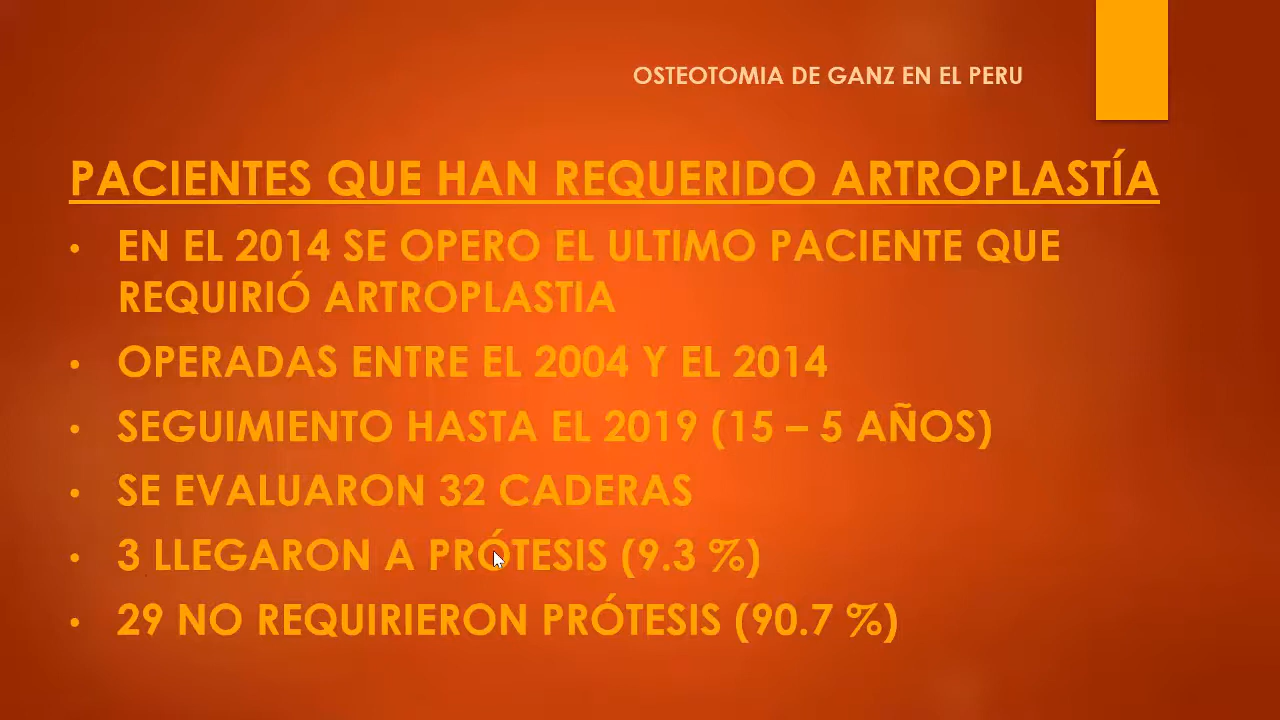 OSTEOTOMIA DE GANZ EN EL PERU
PACIENTES QUE HAN REQUERIDO ARTROPLASTÍA
• EN EL 2014 SE OPERO EL ULTIMO PACIENTE QUE
REQUIRIÓ ARTROPLASTIA
• OPERADAS ENTRE EL 2004 Y EL 2014
• SEGUIMIENTO HASTA EL 2019 (15 – 5 AÑOS)
• SE EVALUARON 32 CADERAS
• 3 LLEGARON A PRÓTESIS (9.3 %)
• 29 NO REQUIRIERON PRÓTESIS (90.7 %)